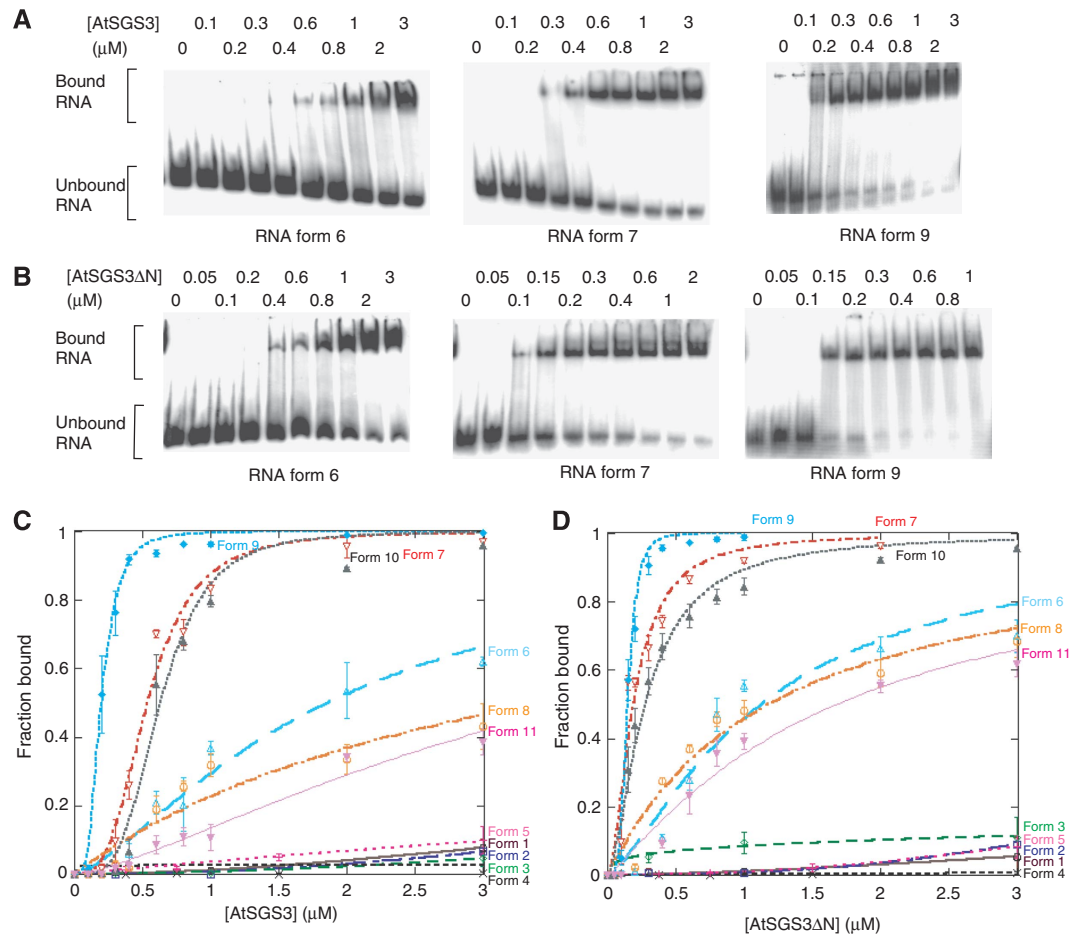 A
[AtSGS3]
(μM)
0.1 0.3 0.6 1 3
0 0.2 0.4 0.8 2
0.1 0.3 0.6 1 3
0 0.2 0.4 0.8 2
0.1 0.3 0.6 1 3
0 0.2 0.4 0.8 2
Bound
RNA
Unbound
RNA
RNA form 6
RNA form 7
RNA form 9
B
[AtSGS3ΔN]
(μM)
0.05 0.2 0.6 1 3
0 0.1 0.4 0.8 2
0.05 0.15 0.3 0.6 2
0 0.1 0.2 0.4 1
0.05 0.15 0.3 0.6 1
0 0.1 0.2 0.4 0.8
Bound
RNA
Unbound
RNA
RNA form 6
RNA form 7
RNA form 9
C
Fraction bound
1
0.8
0.6
0.4
0.2
0
0.5 1.0 1.5 2 2.5 3
[AtSGS3] (μM)
Form 9
Form 10
Form 7
Form 6
Form 8
Form 11
Form 5
Form 1
Form 2
Form 3
Form 4
D
Fraction bound
1
0.8
0.6
0.4
0.2
0
0.5 1.0 1.5 2 2.5 3
[AtSGS3ΔN] (μM)
Form 9
Form 7
Form 10
Form 6
Form 8
Form 11
Form 3
Form 5
Form 2
Form 1
Form 4